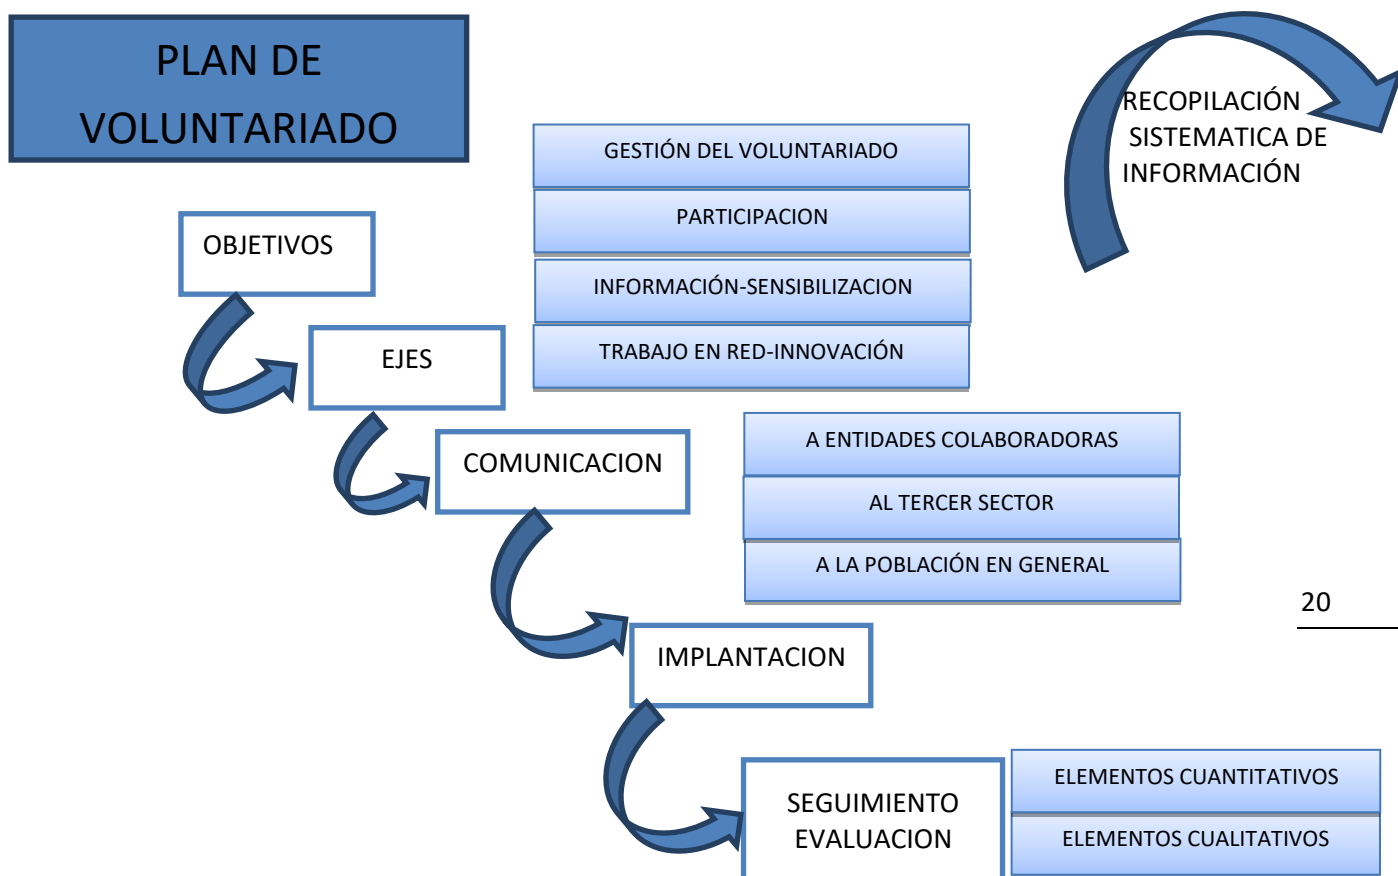 PLAN DE
VOLUNTARIADO
RECOPILACIÓN
SISTEMATICA DE
INFORMACIÓN
GESTIÓN DEL VOLUNTARIADO
PARTICIPACION
INFORMACIÓN-SENSIBILIZACION
TRABAJO EN RED-INNOVACIÓN
OBJETIVOS
EJES
COMUNICACION
A ENTIDADES COLABORADORAS
AL TERCER SECTOR
A LA POBLACIÓN EN GENERAL
20
IMPLANTACION
SEGUIMIENTO
EVALUACION
ELEMENTOS CUANTITATIVOS
ELEMENTOS CUALITATIVOS